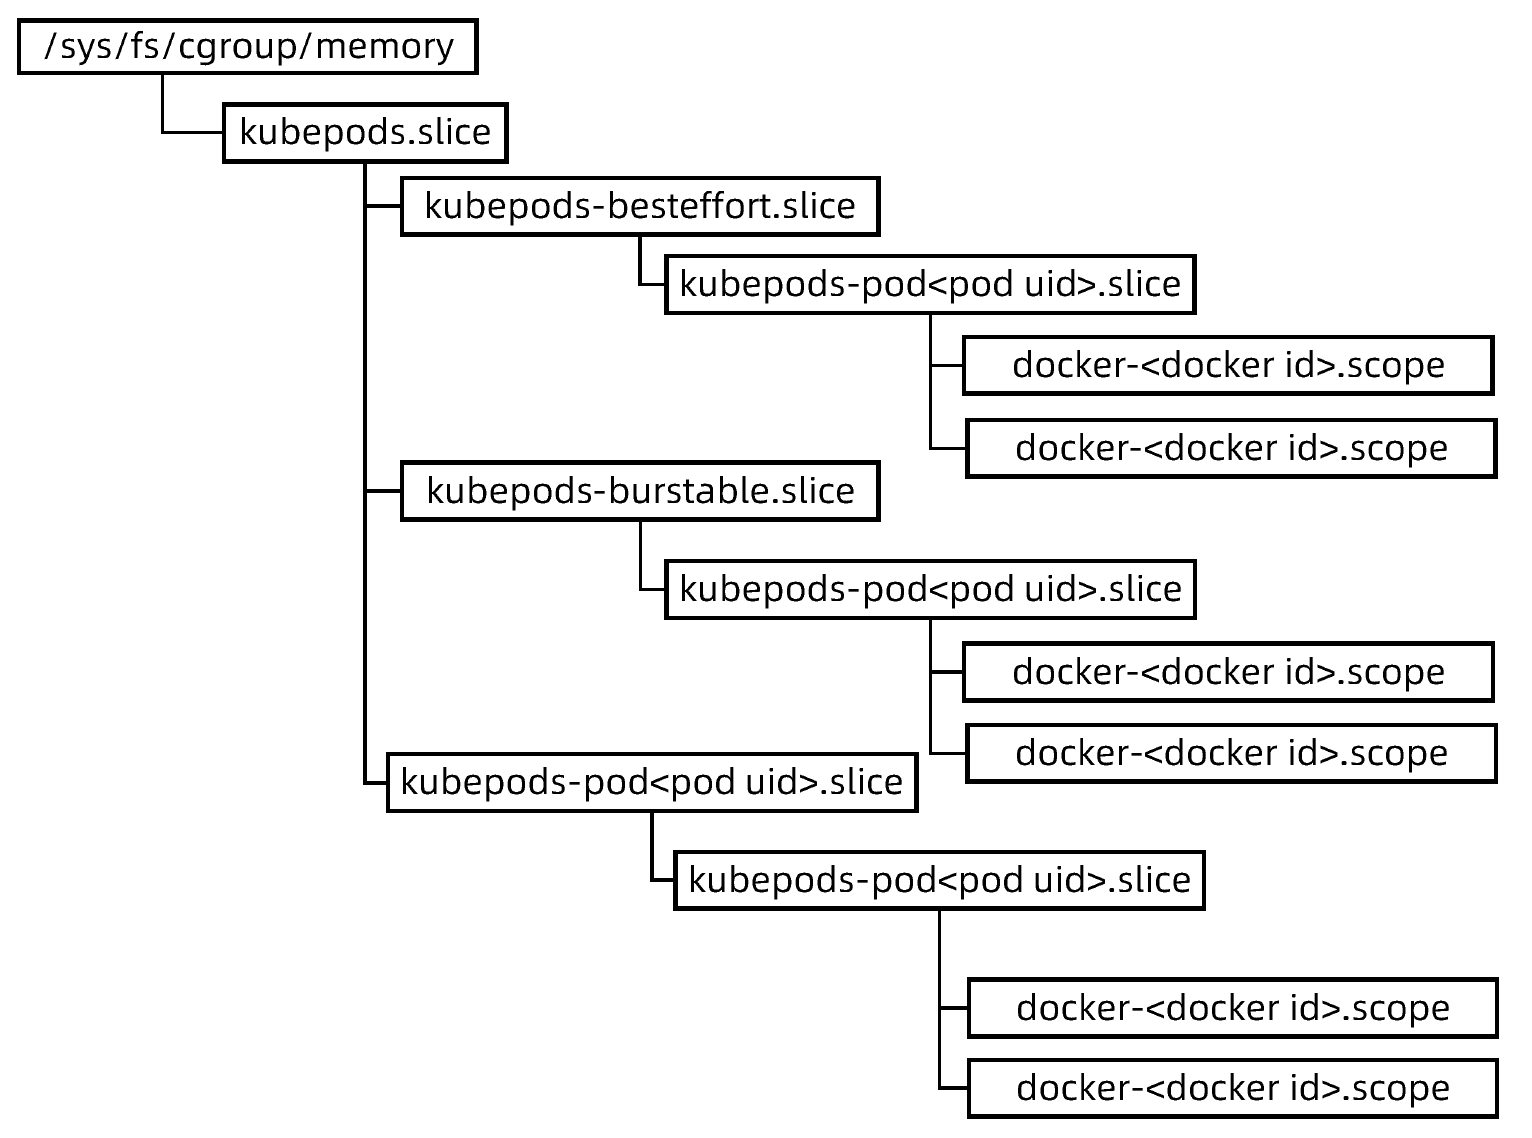 /sys/fs/cgroup/memory
kubepods.slice
kubepods-besteffort.slice
kubepods-pod<pod uid>.slice
docker-<docker id>.scope
docker-<docker id>.scope
kubepods-burstable.slice
kubepods-pod<pod uid>.slice
docker-<docker id>.scope
docker-<docker id>.scope
kubepods-pod<pod uid>.slice
kubepods-pod<pod uid>.slice
docker-<docker id>.scope
docker-<docker id>.scope